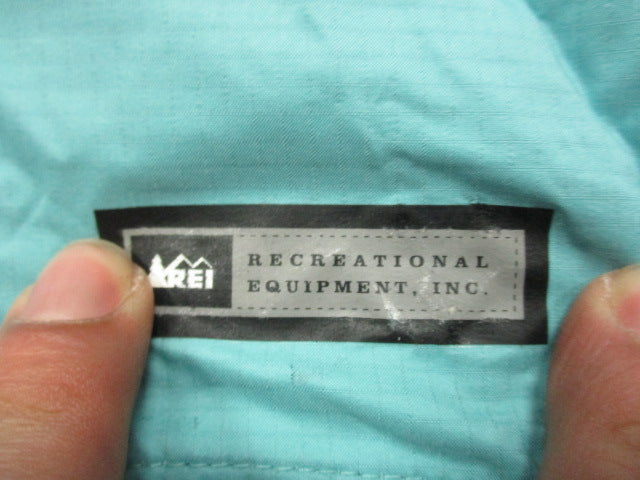 REI
RECREATIONAL
EQUIPMENT, INC.